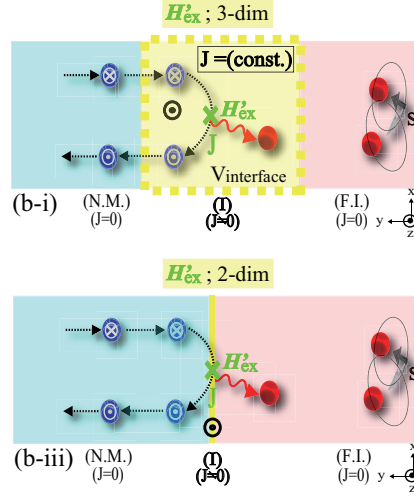 H'ex ; 3-dim
J =(const.)
H'ex
J
Vinterface
(b-i)
(N.M.)
(J=0)
(I)
(J≠0)
(F.I.)
(J=0)
S
x
y
z
H'ex ; 2-dim
H'ex
J
(b-iii)
(N.M.)
(J=0)
(I)
(J≠0)
(F.I.)
(J=0)
S
x
y
z